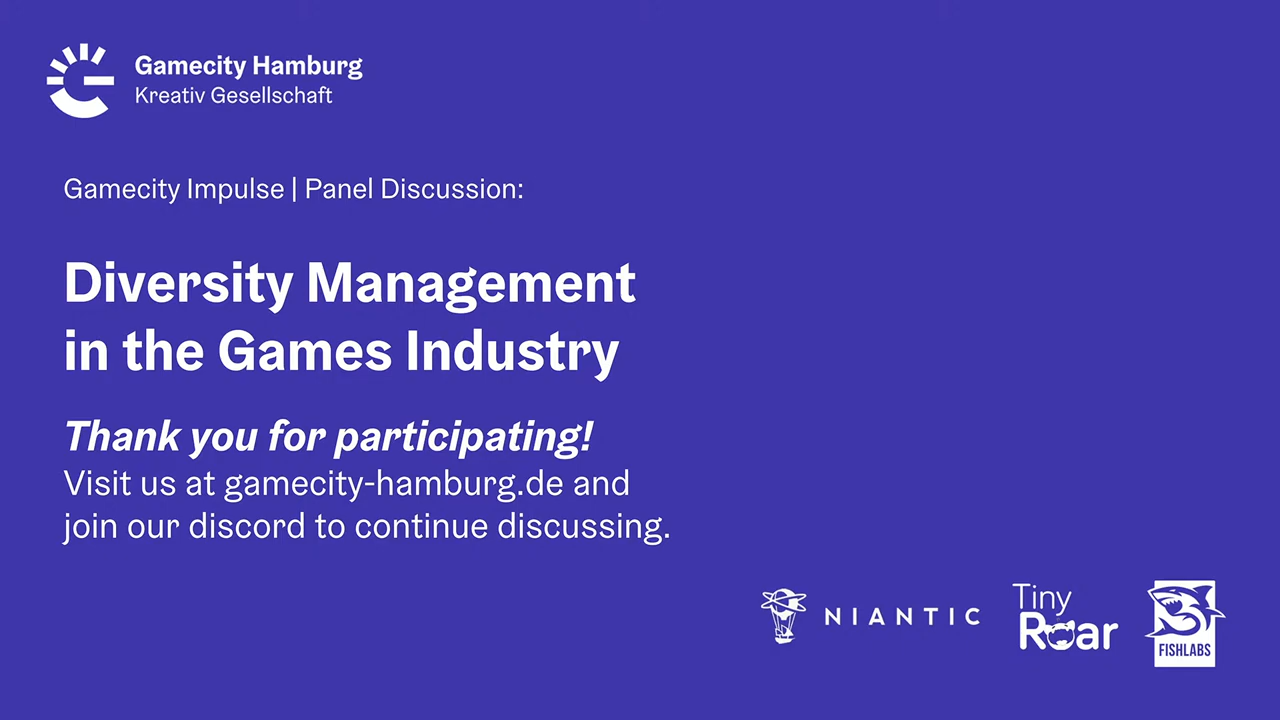 Gamecity Hamburg
Kreativ Gesellschaft
Gamecity Impulse | Panel Discussion:
Diversity Management
in the Games Industry
Thank you for participating!
Visit us at gamecity-hamburg.de and
join our discord to continue discussing.
NIANTIC
Tiny
Roar
FISHLABS